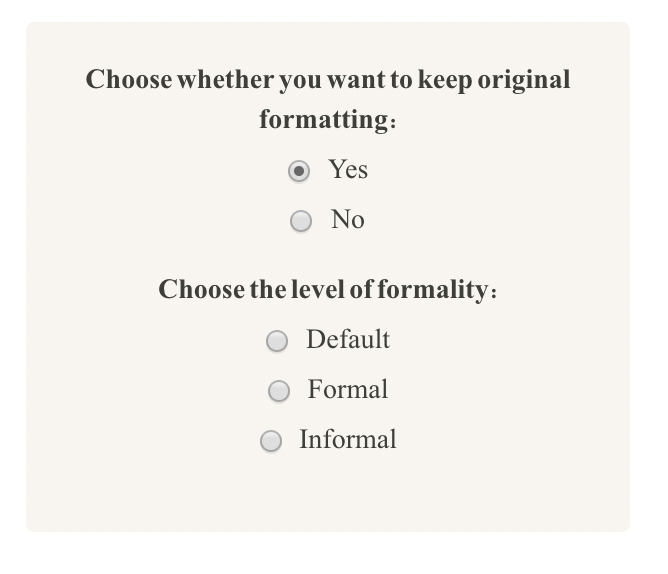 Choose whether you want to keep original
formatting：
Yes
No
Choose the level of formality：
Default
Formal
Informal